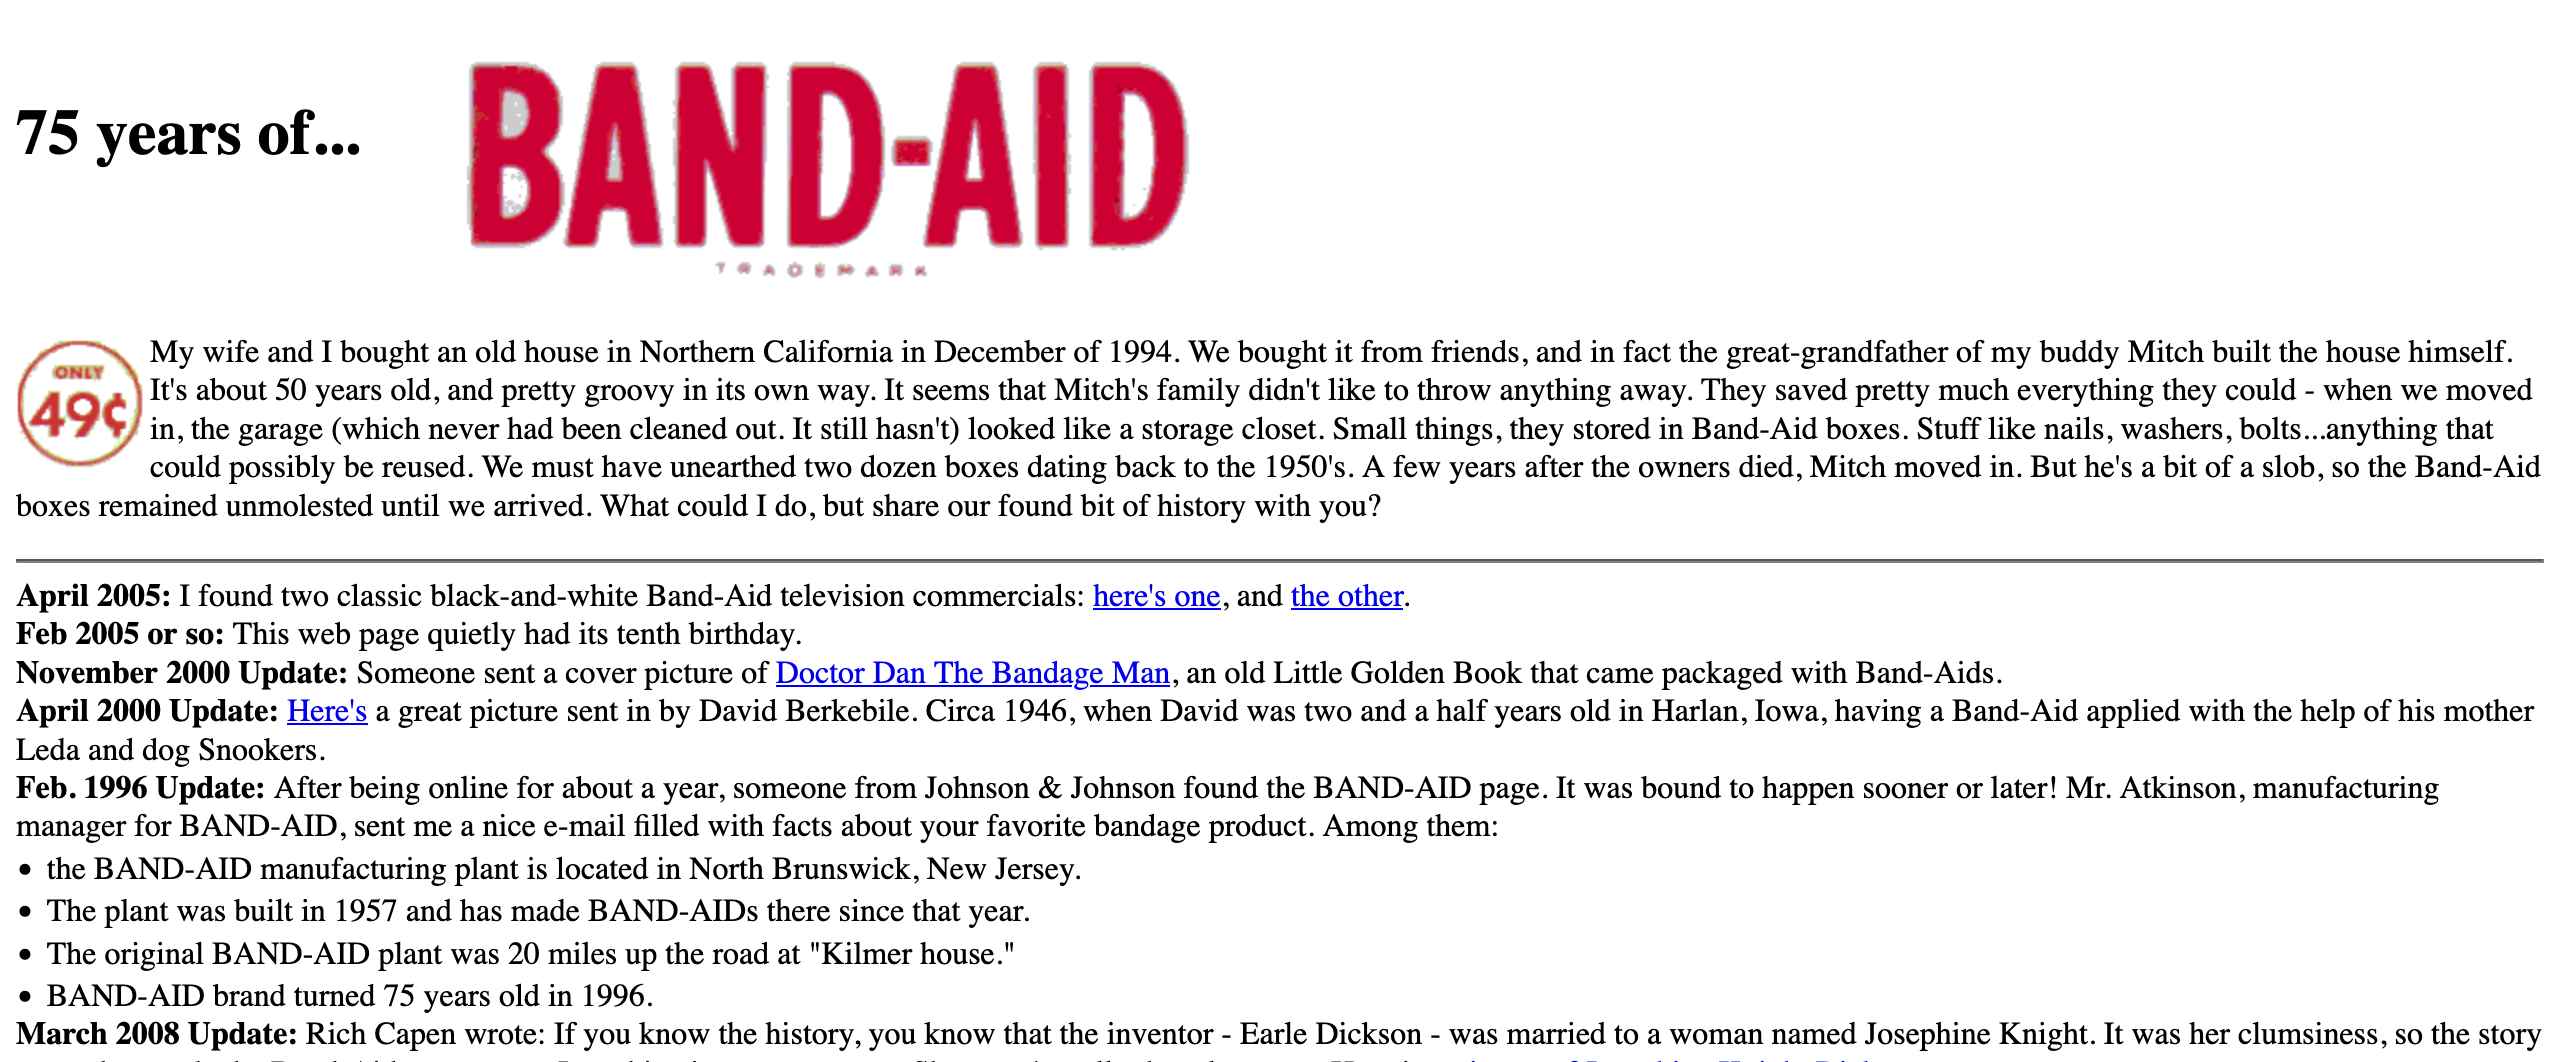 75 years of...
BAND-AID
TRADEMARK
ONLY
49¢
My wife and I bought an old house in Northern California in December of 1994. We bought it from friends, and in fact the great-grandfather of my buddy Mitch built the house himself.
It's about 50 years old, and pretty groovy in its own way. It seems that Mitch's family didn't like to throw anything away. They saved pretty much everything they could - when we moved
in, the garage (which never had been cleaned out. It still hasn't) looked like a storage closet. Small things, they stored in Band-Aid boxes. Stuff like nails, washers, bolts...anything that
could possibly be reused. We must have unearthed two dozen boxes dating back to the 1950's. A few years after the owners died, Mitch moved in. But he's a bit of a slob, so the Band-Aid
boxes remained unmolested until we arrived. What could I do, but share our found bit of history with you?
April 2005: I found two classic black-and-white Band-Aid television commercials: here's one, and the other.
Feb 2005 or so: This web page quietly had its tenth birthday.
November 2000 Update: Someone sent a cover picture of Doctor Dan The Bandage Man, an old Little Golden Book that came packaged with Band-Aids.
April 2000 Update: Here's a great picture sent in by David Berkebile. Circa 1946, when David was two and a half years old in Harlan, Iowa, having a Band-Aid applied with the help of his mother
Leda and dog Snookers.
Feb. 1996 Update: After being online for about a year, someone from Johnson & Johnson found the BAND-AID page. It was bound to happen sooner or later! Mr. Atkinson, manufacturing
manager for BAND-AID, sent me a nice e-mail filled with facts about your favorite bandage product. Among them:
• the BAND-AID manufacturing plant is located in North Brunswick, New Jersey.
• The plant was built in 1957 and has made BAND-AIDs there since that year.
• The original BAND-AID plant was 20 miles up the road at "Kilmer house."
• BAND-AID brand turned 75 years old in 1996.
March 2008 Update: Rich Capen wrote: If you know the history, you know that the inventor - Earle Dickson - was married to a woman named Josephine Knight. It was her clumsiness, so the story